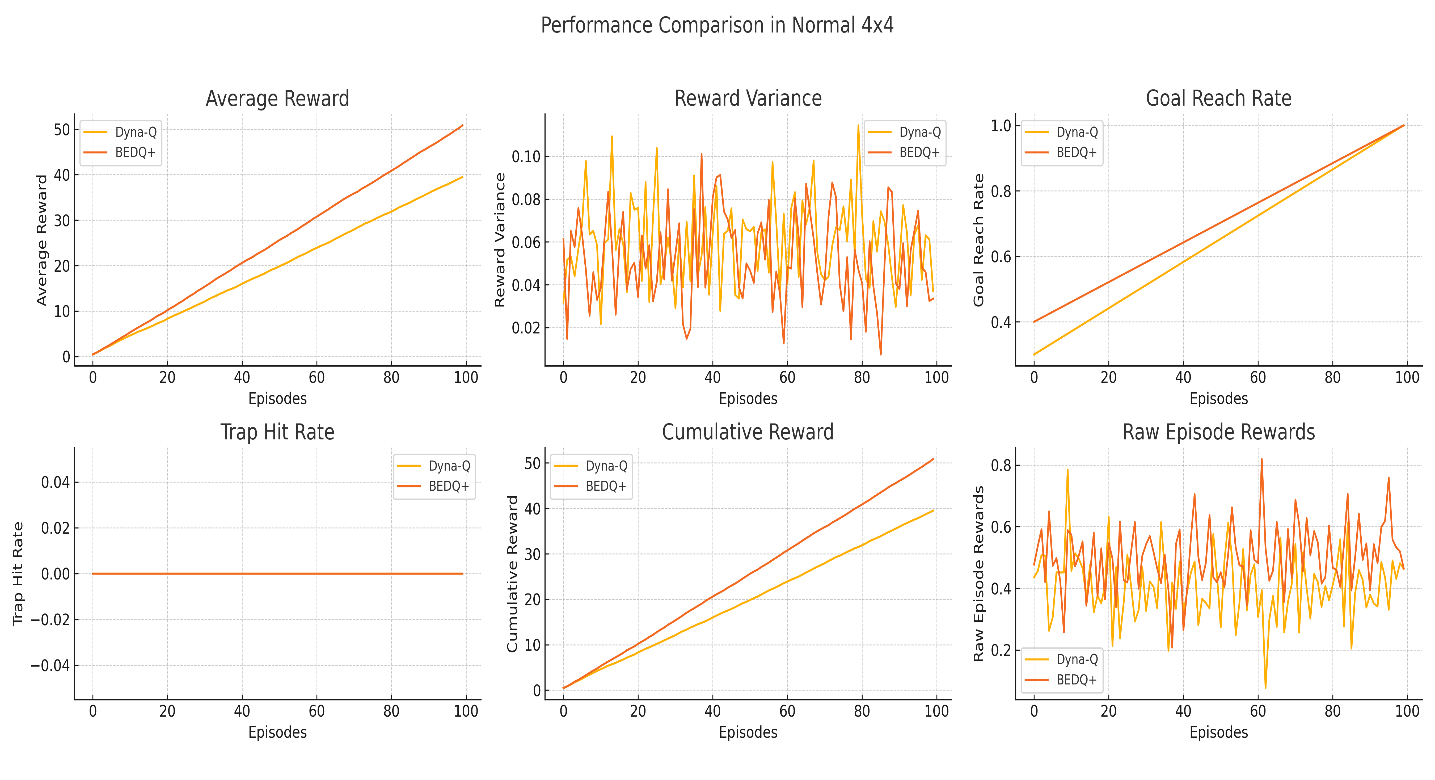 Performance Comparison in Normal 4x4
Average Reward
Average Reward
50
40
30
20
10
0
Dyna-Q
BEDQ+
0 20 40 60 80 100
Episodes
Reward Variance
Reward Variance
0.10
0.08
0.06
0.04
0.02
Dyna-Q
BEDQ+
0 20 40 60 80 100
Episodes
Goal Reach Rate
Goal Reach Rate
1.0
0.8
0.6
0.4
Dyna-Q
BEDQ+
0 20 40 60 80 100
Episodes
Trap Hit Rate
Trap Hit Rate
0.04
0.02
0.00
−0.02
−0.04
Dyna-Q
BEDQ+
0 20 40 60 80 100
Episodes
Cumulative Reward
Cumulative Reward
50
40
30
20
10
0
Dyna-Q
BEDQ+
0 20 40 60 80 100
Episodes
Raw Episode Rewards
Raw Episode Rewards
0.8
0.6
0.4
0.2
Dyna-Q
BEDQ+
0 20 40 60 80 100
Episodes